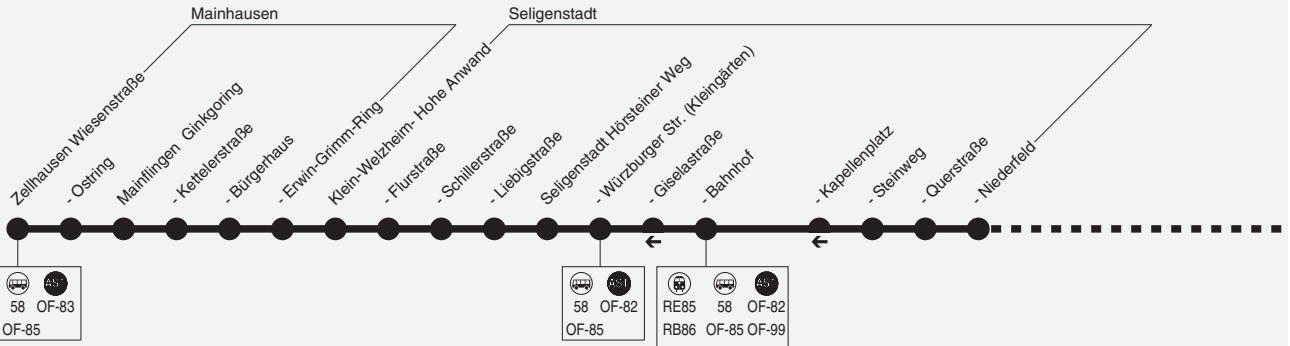 Mainhausen
Seligenstadt
Zellhausen Wiesenstraße
- Ostring
Mainflingen Ginkgoring
- Kettelerstraße
- Bürgerhaus
- Erwin-Grimm-Ring
Klein-Welzheim- Hohe Anwand
- Flurstraße
- Schillerstraße
- Liebigstraße
Seligenstadt Hörsteiner Weg
- Würzburger Str. (Kleingärten)
- Giselastraße
- Bahnhof
- Kapellenplatz
- Steinweg
- Querstraße
- Niederfeld
AST
58 OF-83
OF-85
AST
58 OF-82
OF-85
AST
RE85 58 OF-82
RB86 OF-85 OF-99